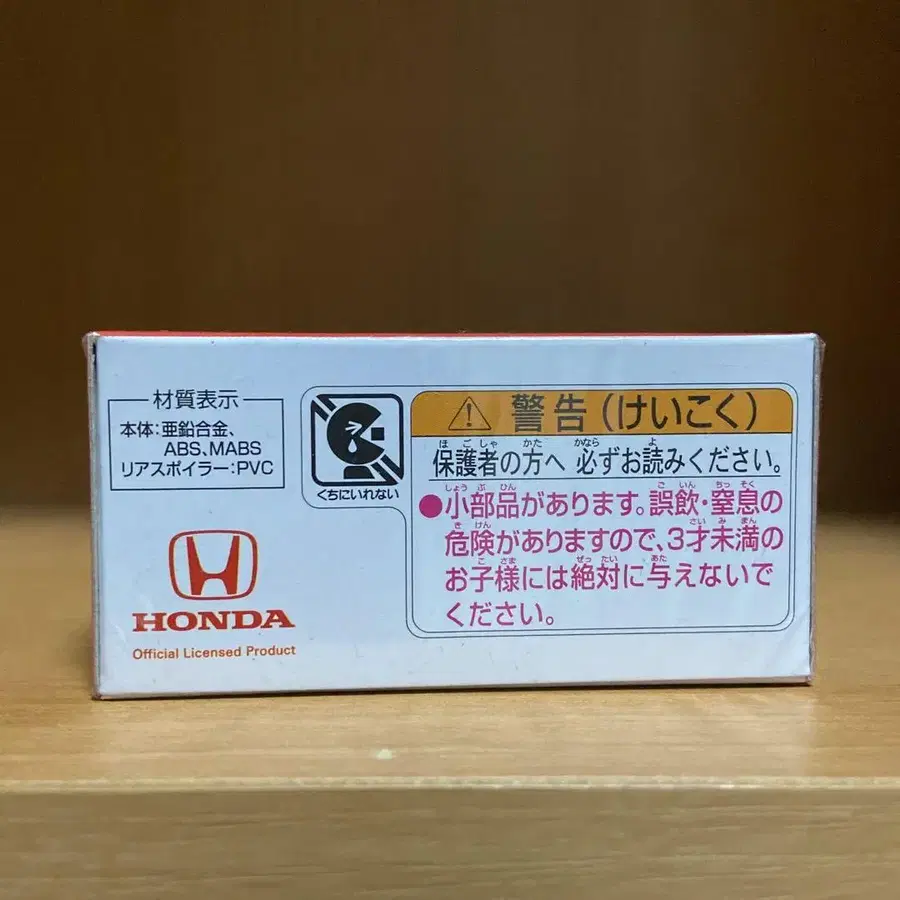 材質表示
本体:亜鉛合金、
ABS、MABS
リアスポイラー:PVC
HONDA
Official Licensed Product
くちにいれない
警告(けいこく)
ほごしゃ かた かなら よ
保護者の方へ 必ずお読みください。
しょうぶひん ごいん ちっそく
●小部品があります。誤飲・窒息の
きけん さいみまん
危険がありますので、3才未満の
こさま ぜったい あた
お子様には絶対に与えないで
ください。